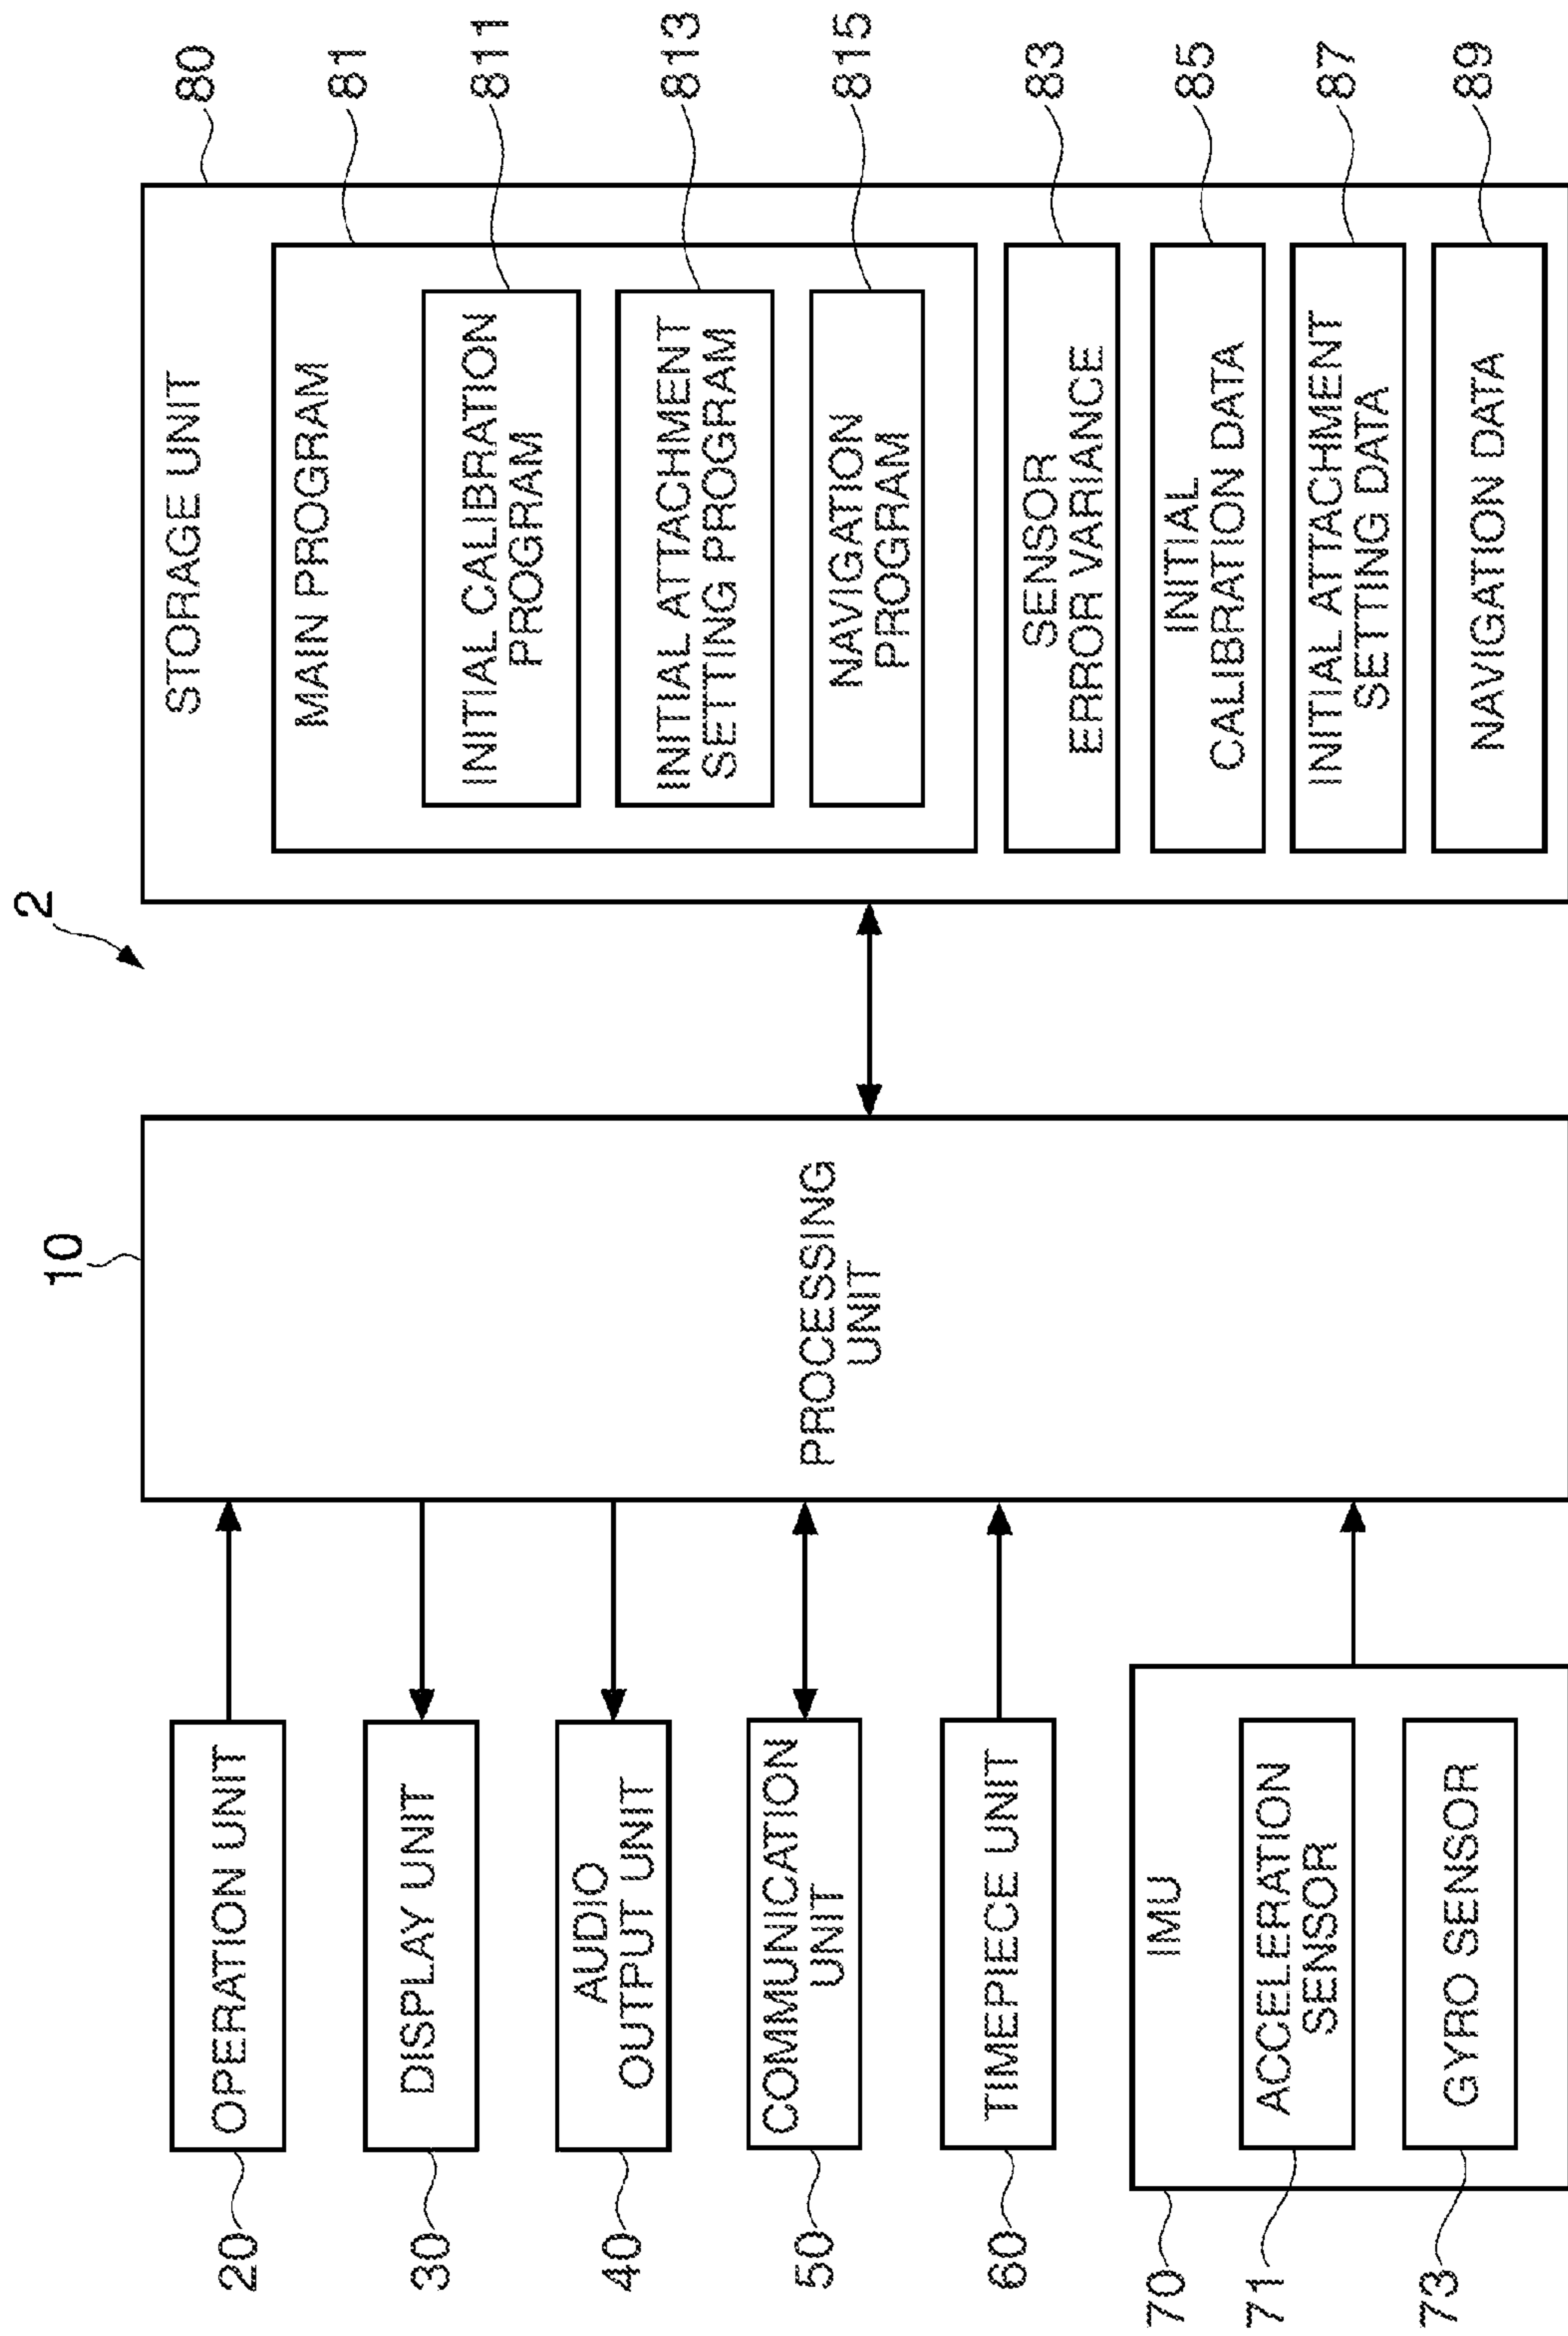 2
20
OPERATION UNIT
30
DISPLAY UNIT
40
AUDIO
OUTPUT UNIT
50
COMMUNICATION
UNIT
60
TIMEPIECE UNIT
70
IMU
71
ACCELERATION
SENSOR
73
GYRO SENSOR
10
PROCESSING
UNIT
80
STORAGE UNIT
81
MAIN PROGRAM
811
INITIAL CALIBRATION
PROGRAM
813
INITIAL ATTACHMENT
SETTING PROGRAM
815
NAVIGATION
PROGRAM
83
SENSOR
ERROR VARIANCE
85
INITIAL
CALIBRATION DATA
87
INITIAL ATTACHMENT
SETTING DATA
89
NAVIGATION DATA